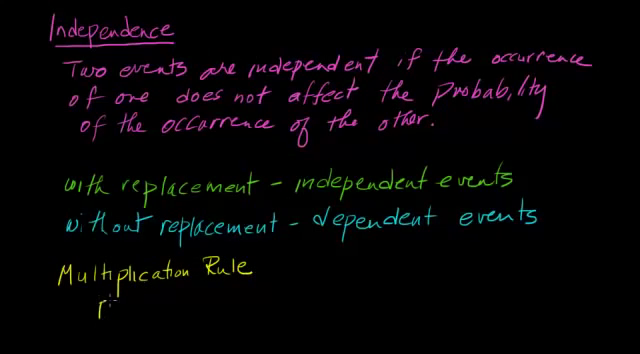 Independence
Two events are independent if the occurrence
of one does not affect the Probability
of the occurrence of the other.
with replacement - independent events
without replacement - dependent events
Multiplication Rule